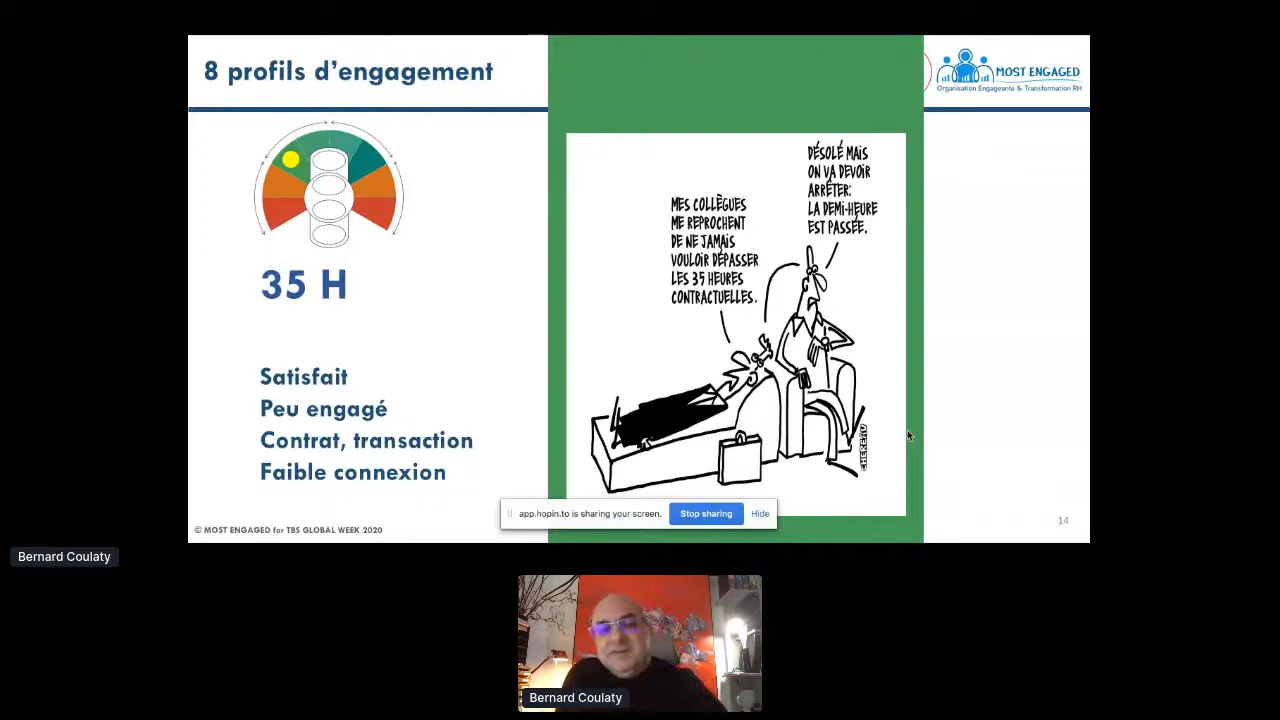 8 profils d'engagement
MOST ENGAGED
Organisation Engageante & Transformation RH
35 H
Satisfait
Peu engagé
Contrat, transaction
Faible connexion
MES COLLÈGUES
ME REPROCHENT
DE NE JAMAIS
VOULOIR DÉPASSER
LES 35 HEURES
CONTRACTUELLES.
DÉSOLÉ MAIS
ON VA DEVOIR
ARRÊTER:
LA DEMI-HEURE
EST PASSÉE.
app.hopin.to is sharing your screen.
Stop sharing
Hide
© MOST ENGAGED for TBS GLOBAL WEEK 2020
14
Bernard Coulaty
Bernard Coulaty